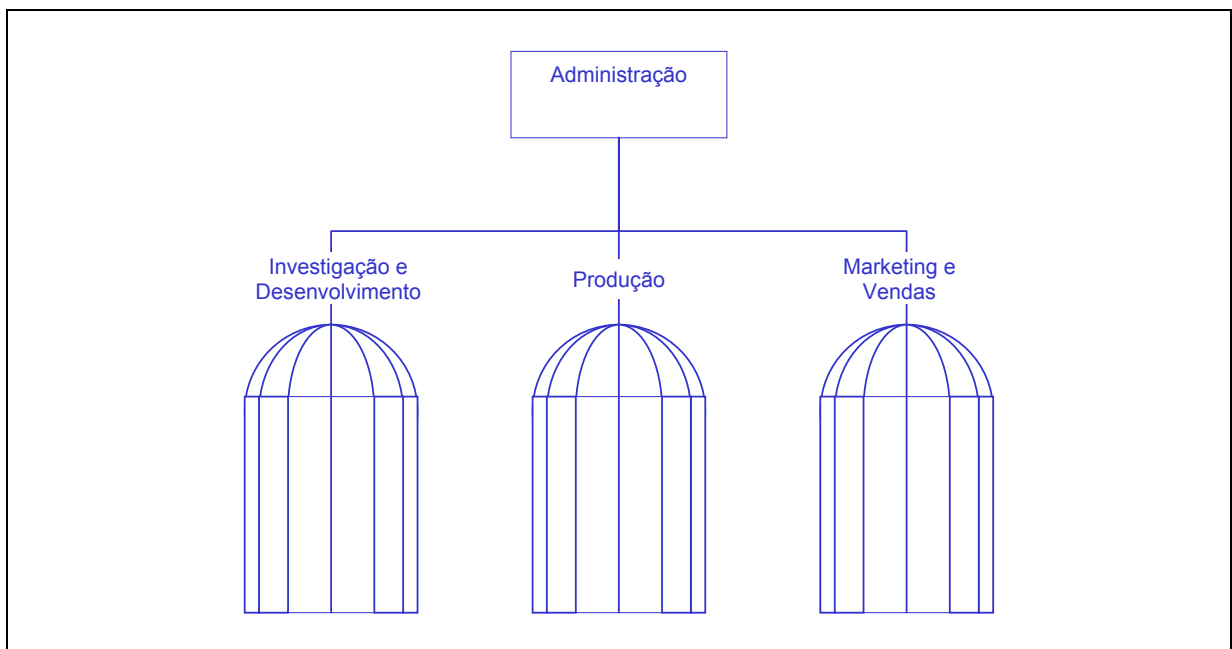 Administração
Investigação e
Desenvolvimento
Produção
Marketing e
Vendas